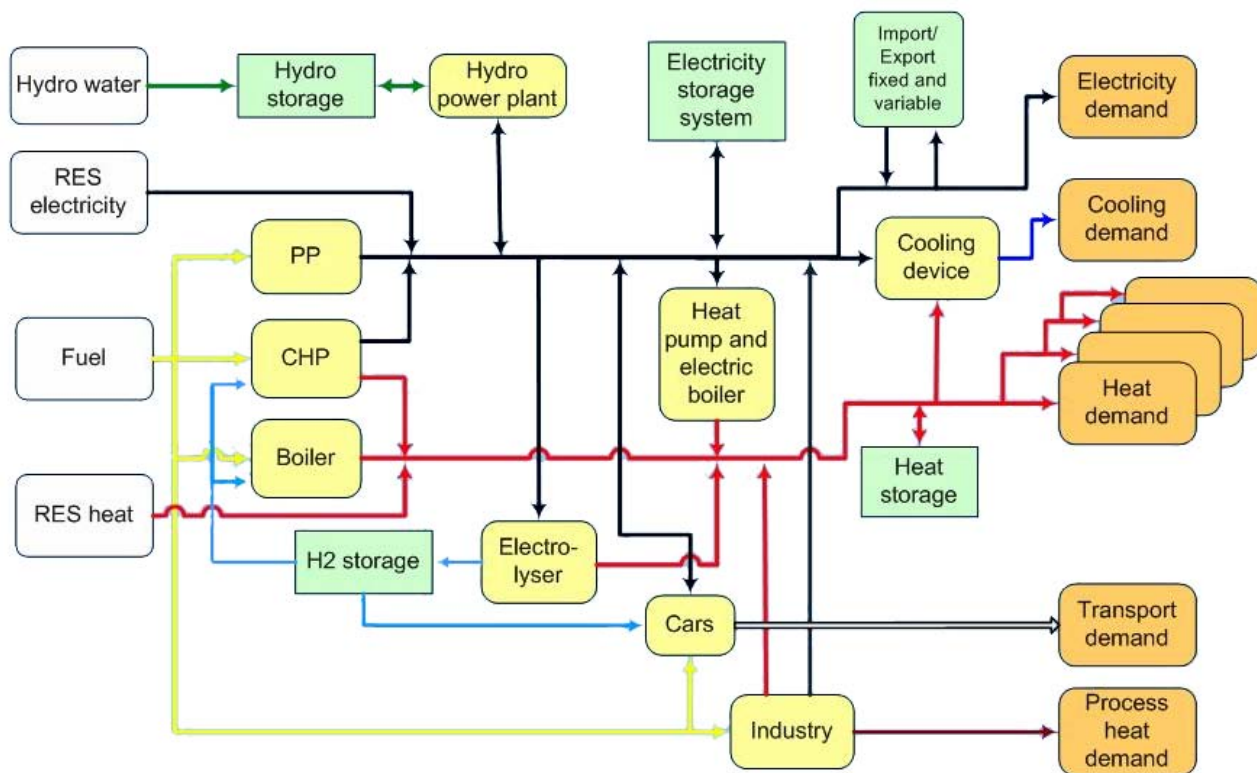 Hydro water
Hydro
storage
Hydro
power plant
Electricity
storage
system
Import/
Export
fixed and
variable
Electricity
demand
RES
electricity
PP
Cooling
device
Cooling
demand
Fuel
CHP
Heat
pump and
electric
boiler
Heat
demand
Boiler
Heat
storage
RES heat
H2 storage
Electro-
lyser
Cars
Transport
demand
Industry
Process
heat
demand